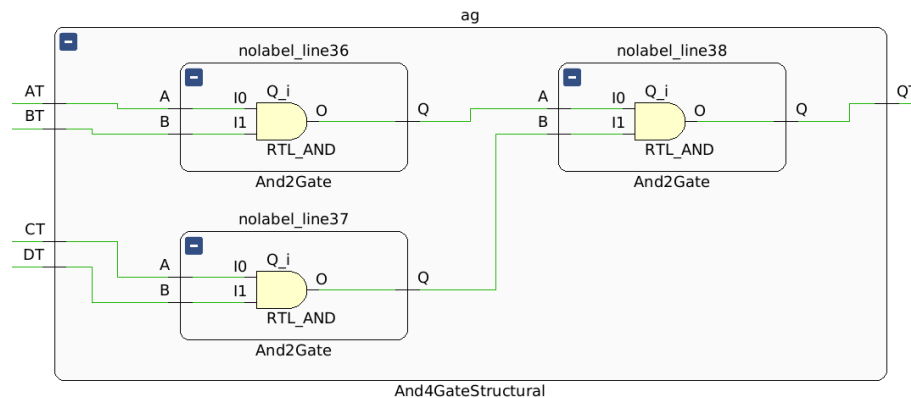 ag
nolabel_line36
nolabel_line38
AT
BT
A
B
I0
I1
Q_i
O
RTL_AND
Q
And2Gate
A
B
I0
I1
Q_i
O
RTL_AND
Q
And2Gate
QT
nolabel_line37
CT
DT
A
B
I0
I1
Q_i
O
RTL_AND
Q
And2Gate
And4GateStructural